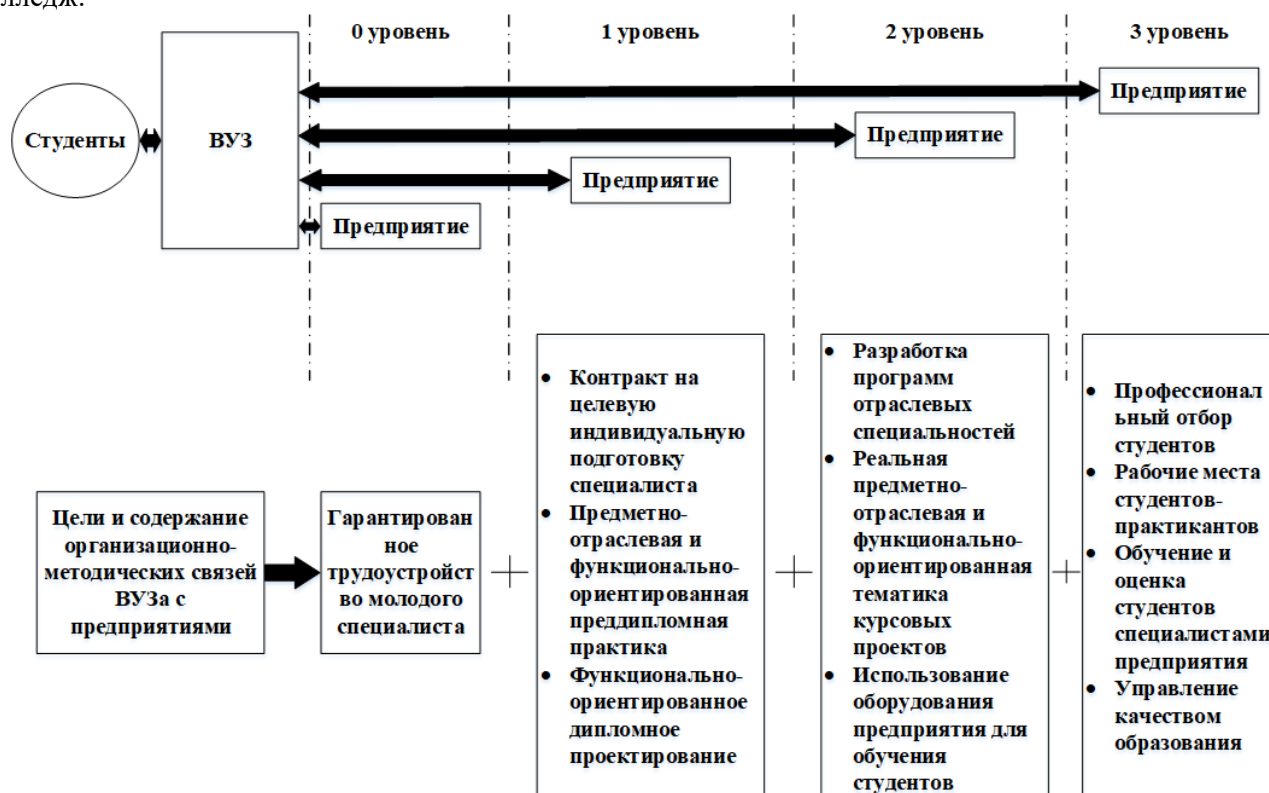 лледж.
0 уровень
1 уровень
2 уровень
3 уровень
Предприятие
Студенты
ВУЗ
Предприятие
Предприятие
Предприятие
Цели и содержание
организационно-
методических связей
ВУЗа с
предприятиями
Гарантирован
ное
трудоустройст
во молодого
специалиста
+
• Контракт на
целевую
индивидуальную
подготовку
специалиста
• Предметно-
отраслевая и
функционально-
ориентированная
преддипломная
практика
• Функционально-
ориентированное
дипломное
проектирование
+
• Разработка
программ
отраслевых
специальностей
• Реальная
предметно-
отраслевая и
функционально-
ориентированная
тематика
курсовых
проектов
• Использование
оборудования
предприятия для
обучения
студентов
+
• Профессионал
ьный отбор
студентов
• Рабочие места
студентов-
практикантов
• Обучение и
оценка
студентов
специалистами
предприятия
• Управление
качеством
образования